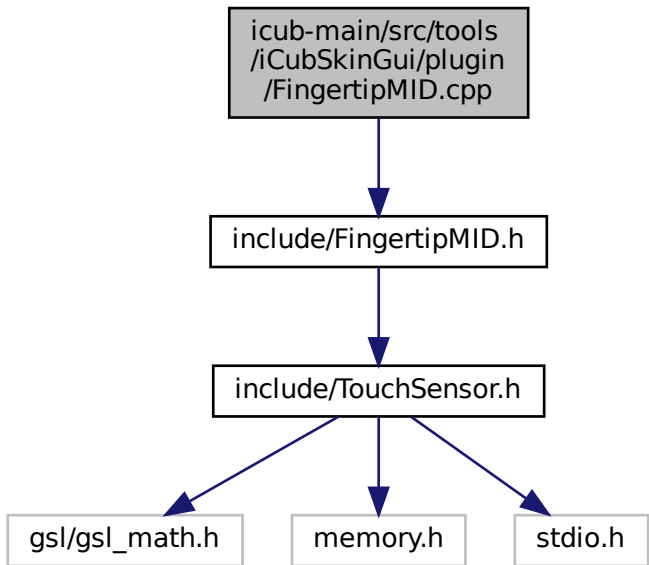 icub-main/src/tools
/iCubSkinGui/plugin
/FingertipMID.cpp
include/FingertipMID.h
include/TouchSensor.h
gsl/gsl_math.h
memory.h
stdio.h